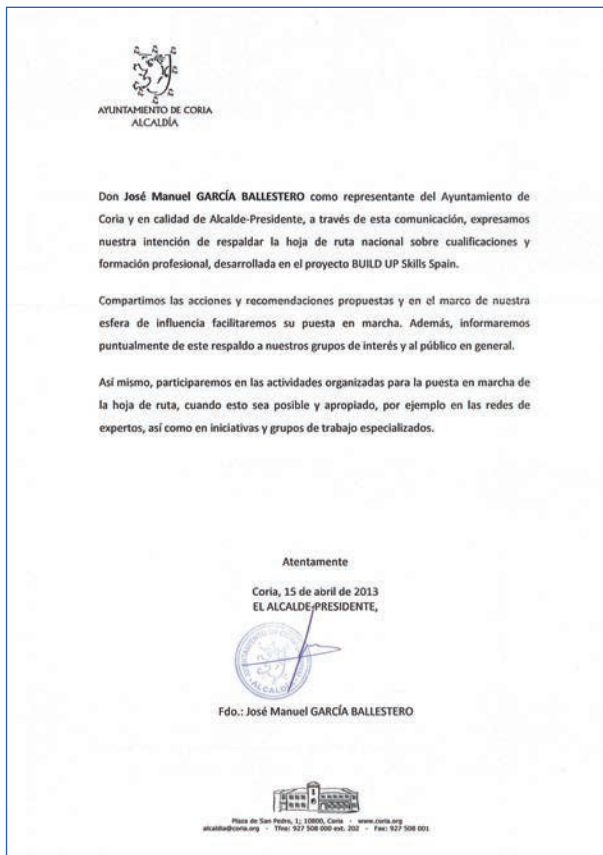 AYUNTAMIENTO DE CORIA
ALCALDÍA
Don José Manuel GARCÍA BALLESTERO como representante del Ayuntamiento de
Coria y en calidad de Alcalde-Presidente, a través de esta comunicación, expresamos
nuestra intención de respaldar la hoja de ruta nacional sobre cualificaciones y
formación profesional, desarrollada en el proyecto BUILD UP Skills Spain.
Compartimos las acciones y recomendaciones propuestas y en el marco de nuestra
esfera de influencia facilitaremos su puesta en marcha. Además, informaremos
puntualmente de este respaldo a nuestros grupos de interés y al público en general.
Así mismo, participaremos en las actividades organizadas para la puesta en marcha de
la hoja de ruta, cuando esto sea posible y apropiado, por ejemplo en las redes de
expertos, así como en iniciativas y grupos de trabajo especializados.
Atentamente
Coria, 15 de abril de 2013
EL ALCALDE-PRESIDENTE,
AYUNTAMIENTO DE CORIA
ALCALDÍA
Fdo.: José Manuel GARCÍA BALLESTERO
Plaza de San Pedro, 1; 10800, Coria - www.coria.org
alcaldia@coria.org - Tfno: 927 508 000 ext. 202 - Fax: 927 508 001